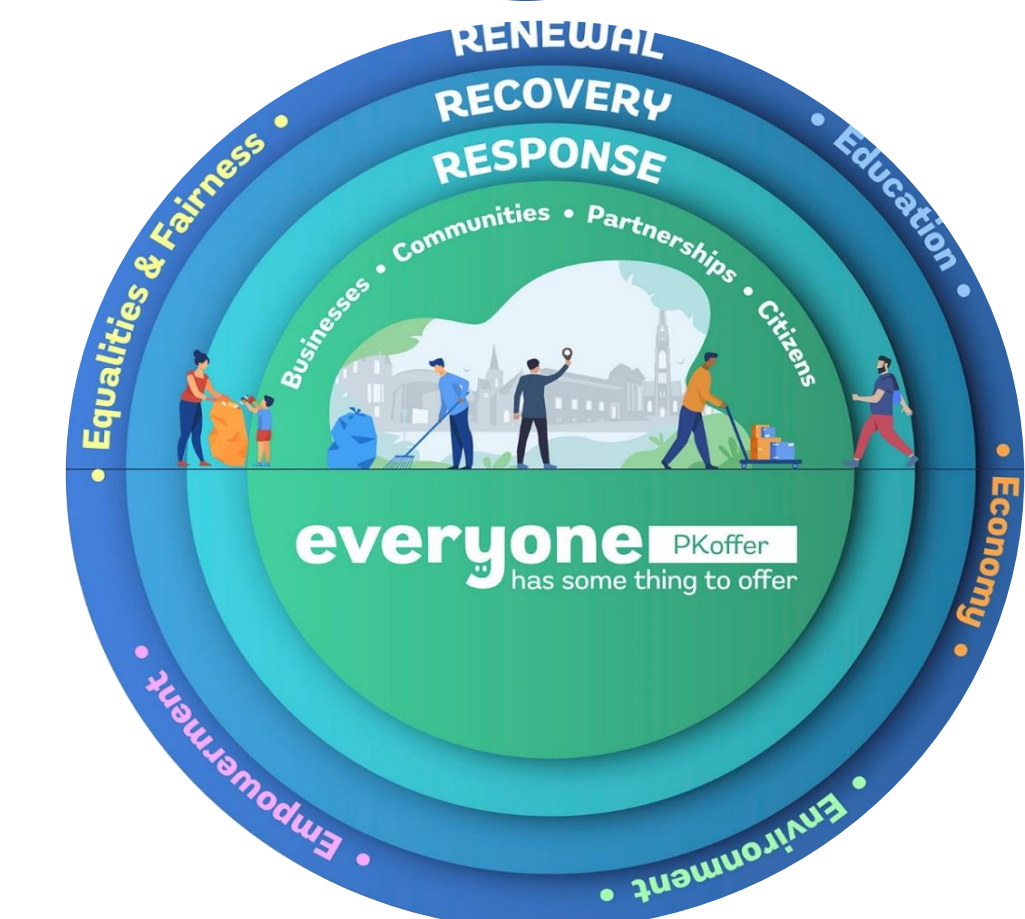 RENEWAL
RECOVERY
RESPONSE
Businesses • Communities • Partnerships • Citizens
everyone PKoffer
has some thing to offer
• Equalities & Fairness •
• Education •
• Economy •
• Environment •
• Empowerment •